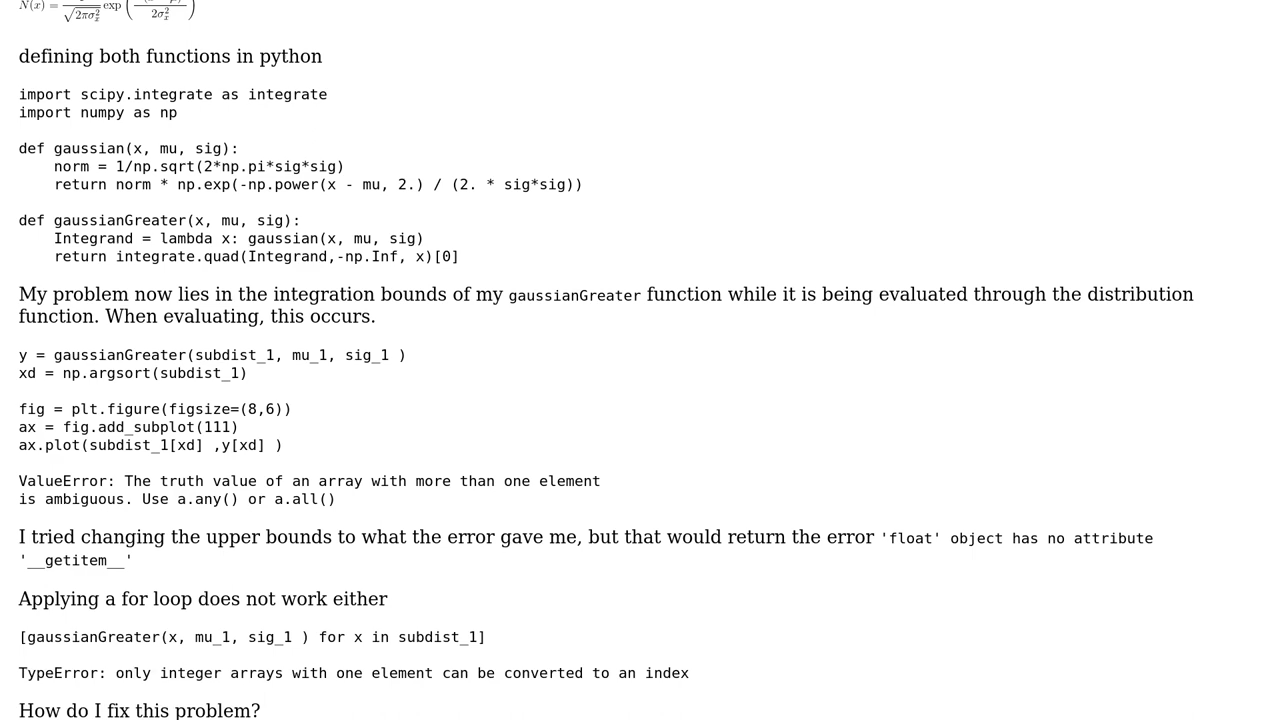 N(x) = 1/√(2πσ_x^2) exp( / 2σ_x^2 )
defining both functions in python
import scipy.integrate as integrate
import numpy as np
def gaussian(x, mu, sig):
    norm = 1/np.sqrt(2*np.pi*sig*sig)
    return norm * np.exp(-np.power(x - mu, 2.) / (2. * sig*sig))
def gaussianGreater(x, mu, sig):
    Integrand = lambda x: gaussian(x, mu, sig)
    return integrate.quad(Integrand,-np.Inf, x)[0]
My problem now lies in the integration bounds of my gaussianGreater function while it is being evaluated through the distribution
function. When evaluating, this occurs.
y = gaussianGreater(subdist_1, mu_1, sig_1 )
xd = np.argsort(subdist_1)
fig = plt.figure(figsize=(8,6))
ax = fig.add_subplot(111)
ax.plot(subdist_1[xd] ,y[xd] )
ValueError: The truth value of an array with more than one element
is ambiguous. Use a.any() or a.all()
I tried changing the upper bounds to what the error gave me, but that would return the error 'float' object has no attribute
'__getitem__'
Applying a for loop does not work either
[gaussianGreater(x, mu_1, sig_1 ) for x in subdist_1]
TypeError: only integer arrays with one element can be converted to an index
How do I fix this problem?